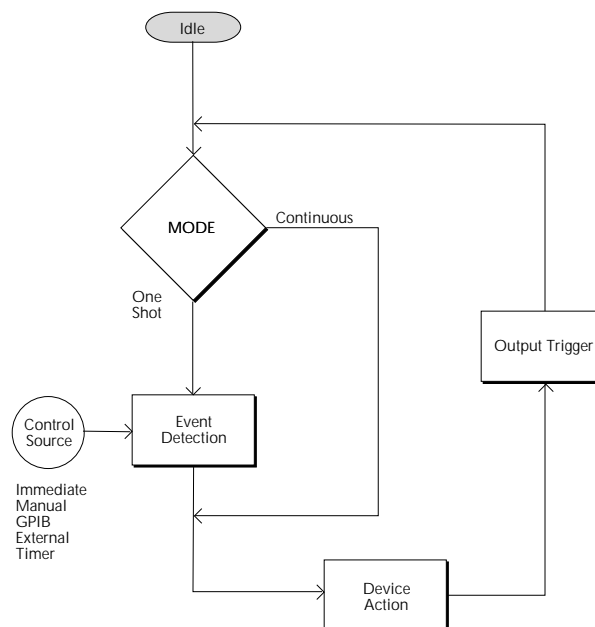 Idle
MODE
Continuous
One
Shot
Output Trigger
Control
Source
Event
Detection
Immediate
Manual
GPIB
External
Timer
Device
Action